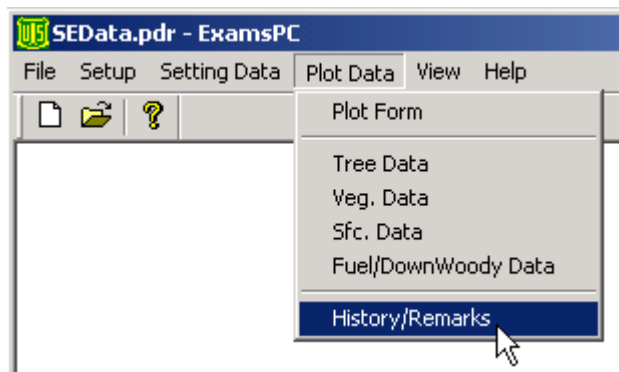 SEData.pdr - ExamsPC
File Setup Setting Data Plot Data View Help
Plot Form
Tree Data
Veg. Data
Sfc. Data
Fuel/DownWoody Data
History/Remarks